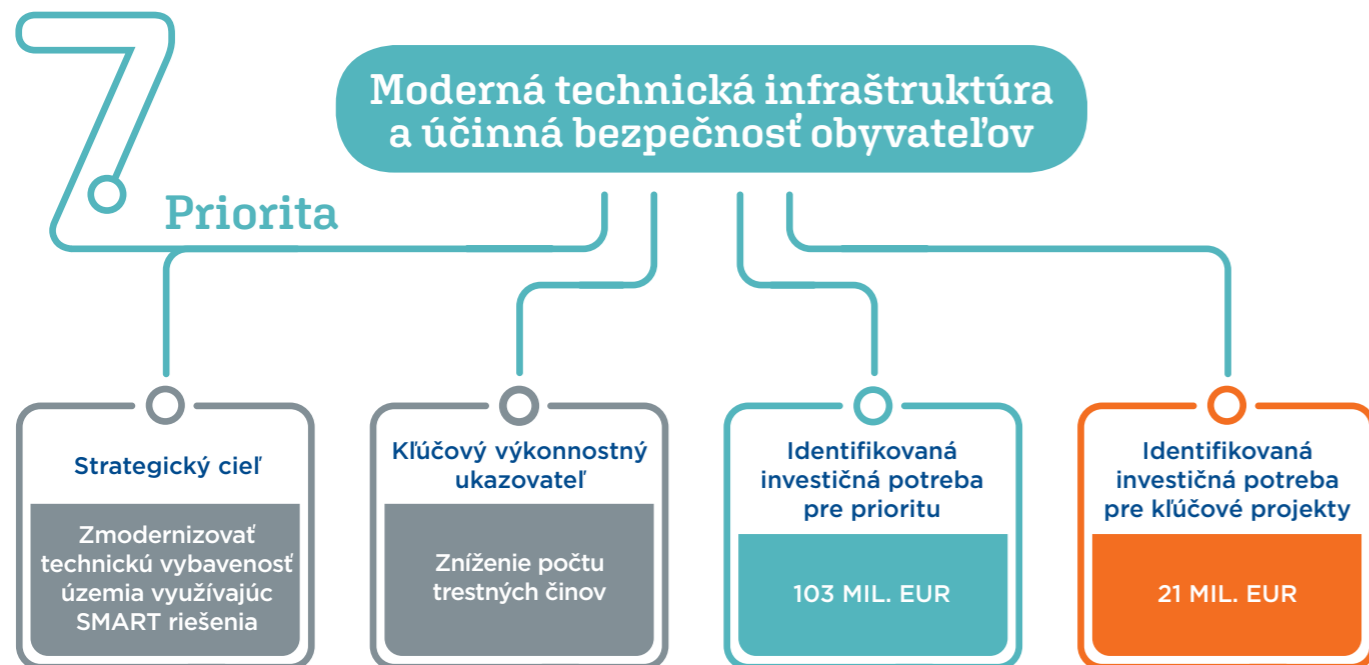 7
Priorita
Moderná technická infraštruktúra
a účinná bezpečnosť obyvateľov
Strategický cieľ
Zmodernizovať
technickú vybavenosť
územia využívajúc
SMART riešenia
Kľúčový výkonnostný
ukazovateľ
Zníženie počtu
trestných činov
Identifikovaná
investičná potreba
pre prioritu
103 MIL. EUR
Identifikovaná
investičná potreba
pre kľúčové projekty
21 MIL. EUR